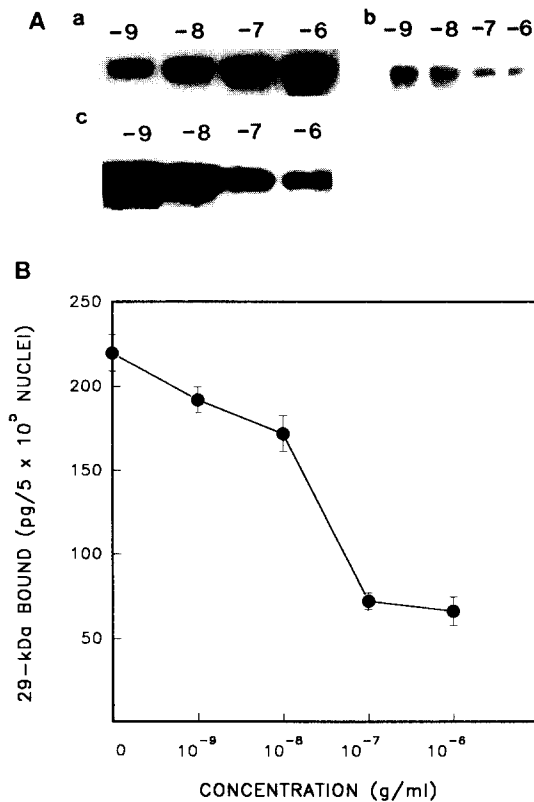 A a -9 -8 -7 -6 b -9 -8 -7 -6
c -9 -8 -7 -6
B
250
200
150
100
50
29-kDa BOUND (pg/5 x 10⁵ NUCLEI)
0 10⁻⁹ 10⁻⁸ 10⁻⁷ 10⁻⁶
CONCENTRATION (g/ml)